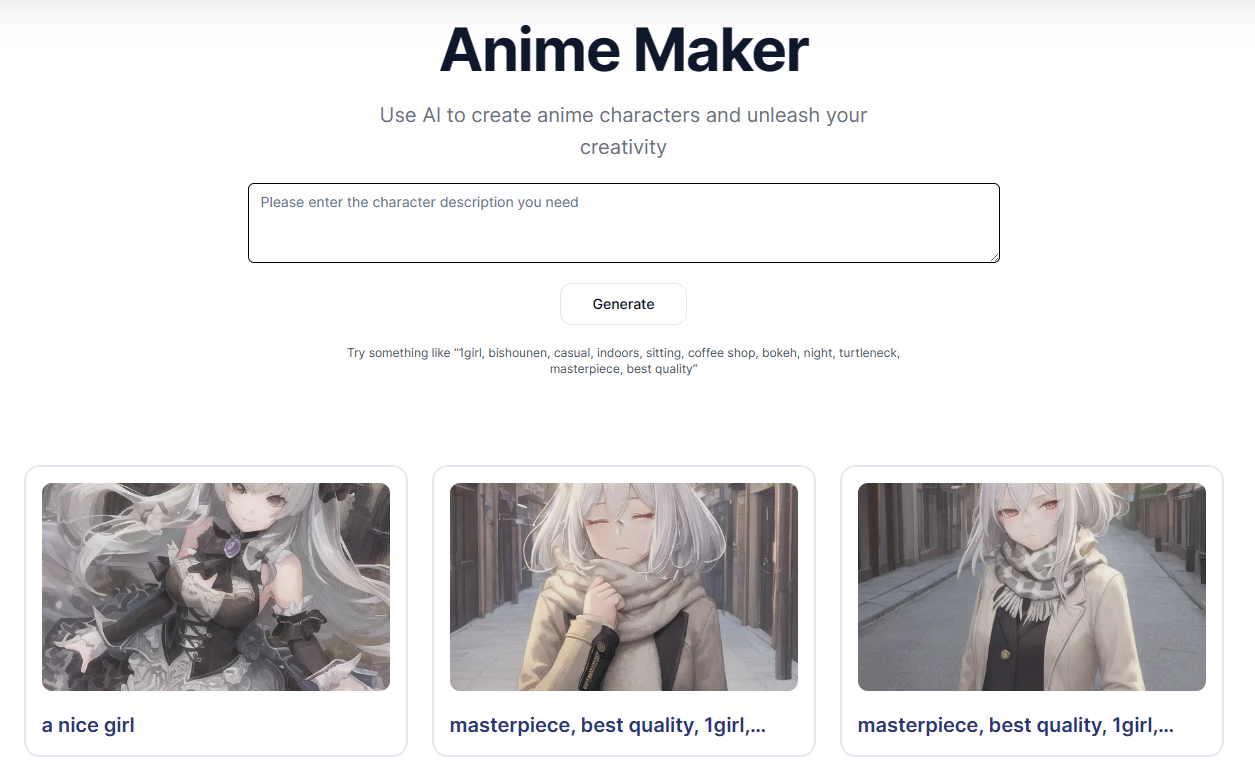 Anime Maker
Use AI to create anime characters and unleash your
creativity
Please enter the character description you need
Generate
Try something like “1girl, bishounen, casual, indoors, sitting, coffee shop, bokeh, night, turtleneck,
masterpiece, best quality”
a nice girl
masterpiece, best quality, 1girl,...
masterpiece, best quality, 1girl,...